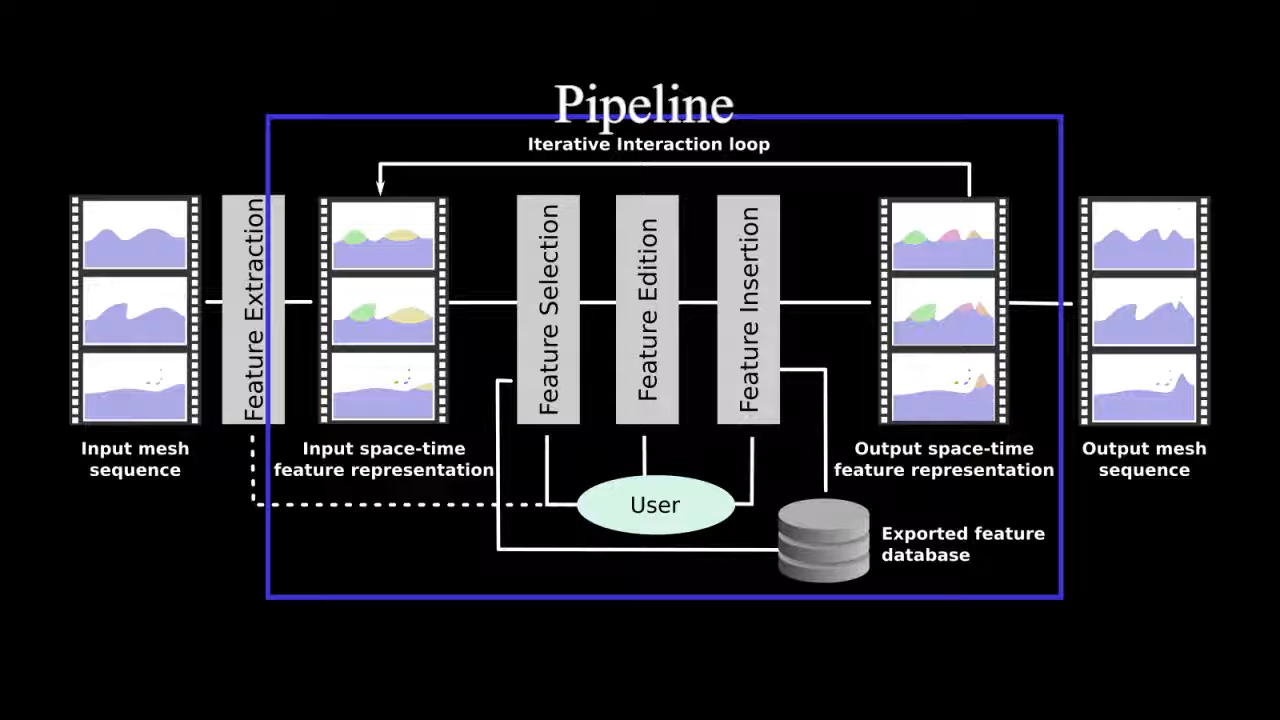 Pipeline
Iterative Interaction loop
Feature Extraction
Feature Selection
Feature Edition
Feature Insertion
Input mesh
sequence
Input space-time
feature representation
Output space-time
feature representation
Output mesh
sequence
User
Exported feature
database